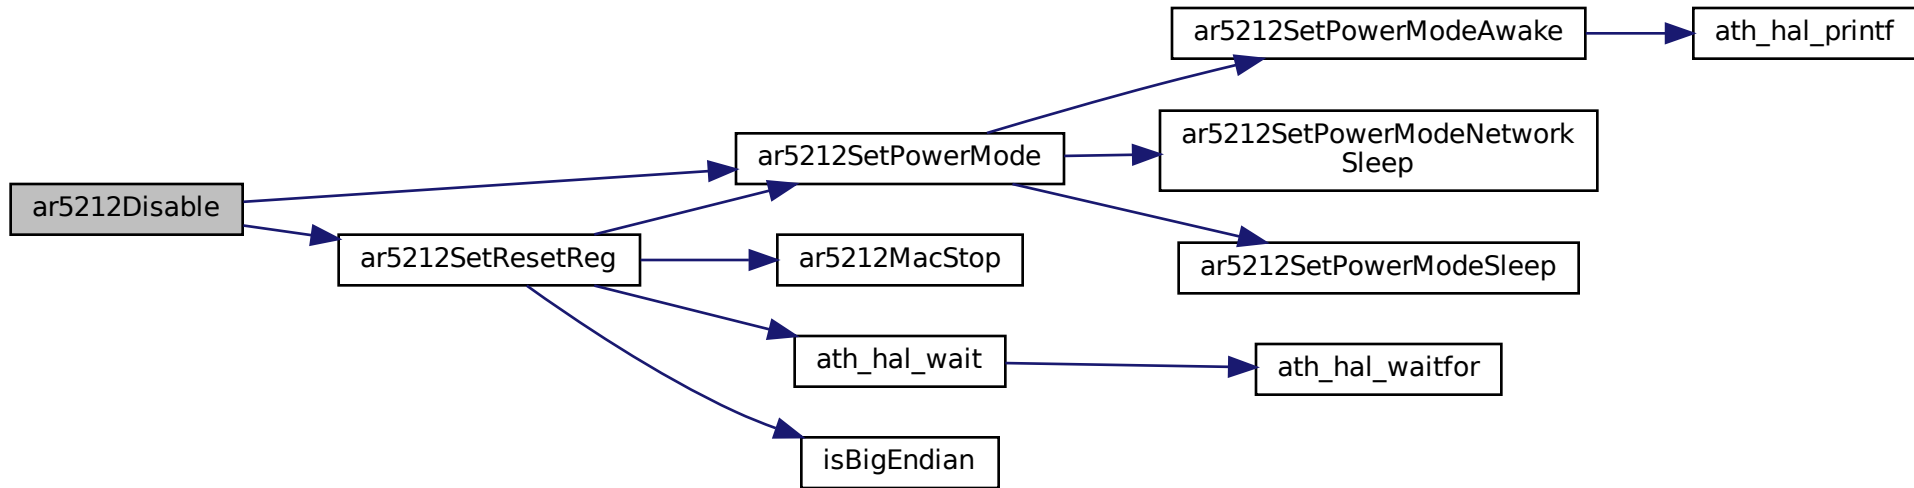 ar5212SetPowerModeAwake
ath_hal_printf
ar5212SetPowerMode
ar5212SetPowerModeNetwork
Sleep
ar5212Disable
ar5212SetResetReg
ar5212MacStop
ar5212SetPowerModeSleep
ath_hal_wait
ath_hal_waitfor
isBigEndian